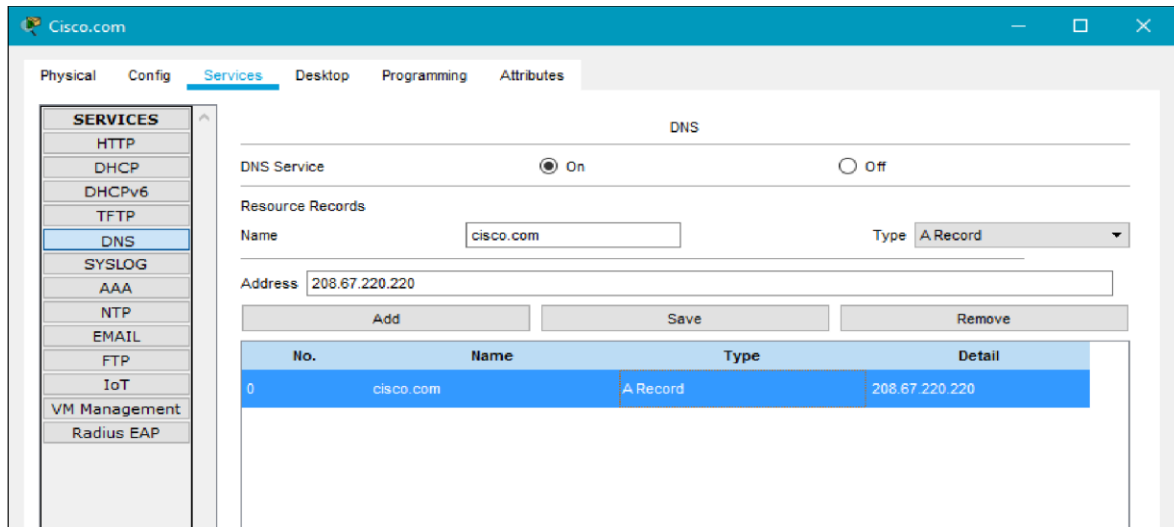 Cisco.com
Physical Config Services Desktop Programming Attributes
SERVICES
HTTP
DHCP
DHCPv6
TFTP
DNS
SYSLOG
AAA
NTP
EMAIL
FTP
IoT
VM Management
Radius EAP
DNS
DNS Service On Off
Resource Records
Name cisco.com Type A Record
Address 208.67.220.220
Add Save Remove
No. Name Type Detail
0 cisco.com A Record 208.67.220.220